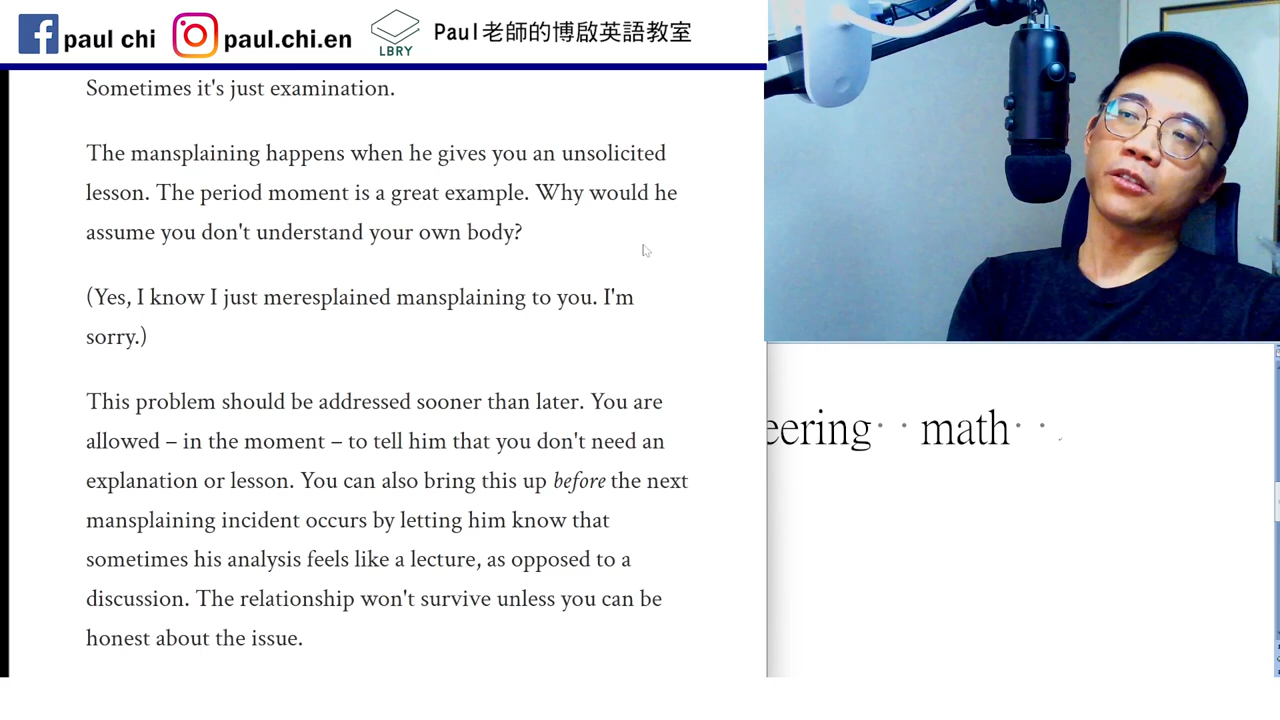 paul chi
paul.chi.en
LBRY
Paul老師的博啟英語教室
Sometimes it's just examination.
The mansplaining happens when he gives you an unsolicited
lesson. The period moment is a great example. Why would he
assume you don't understand your own body?
(Yes, I know I just meresplained mansplaining to you. I'm
sorry.)
This problem should be addressed sooner than later. You are
allowed – in the moment – to tell him that you don't need an
explanation or lesson. You can also bring this up before the next
mansplaining incident occurs by letting him know that
sometimes his analysis feels like a lecture, as opposed to a
discussion. The relationship won't survive unless you can be
honest about the issue.
eering math